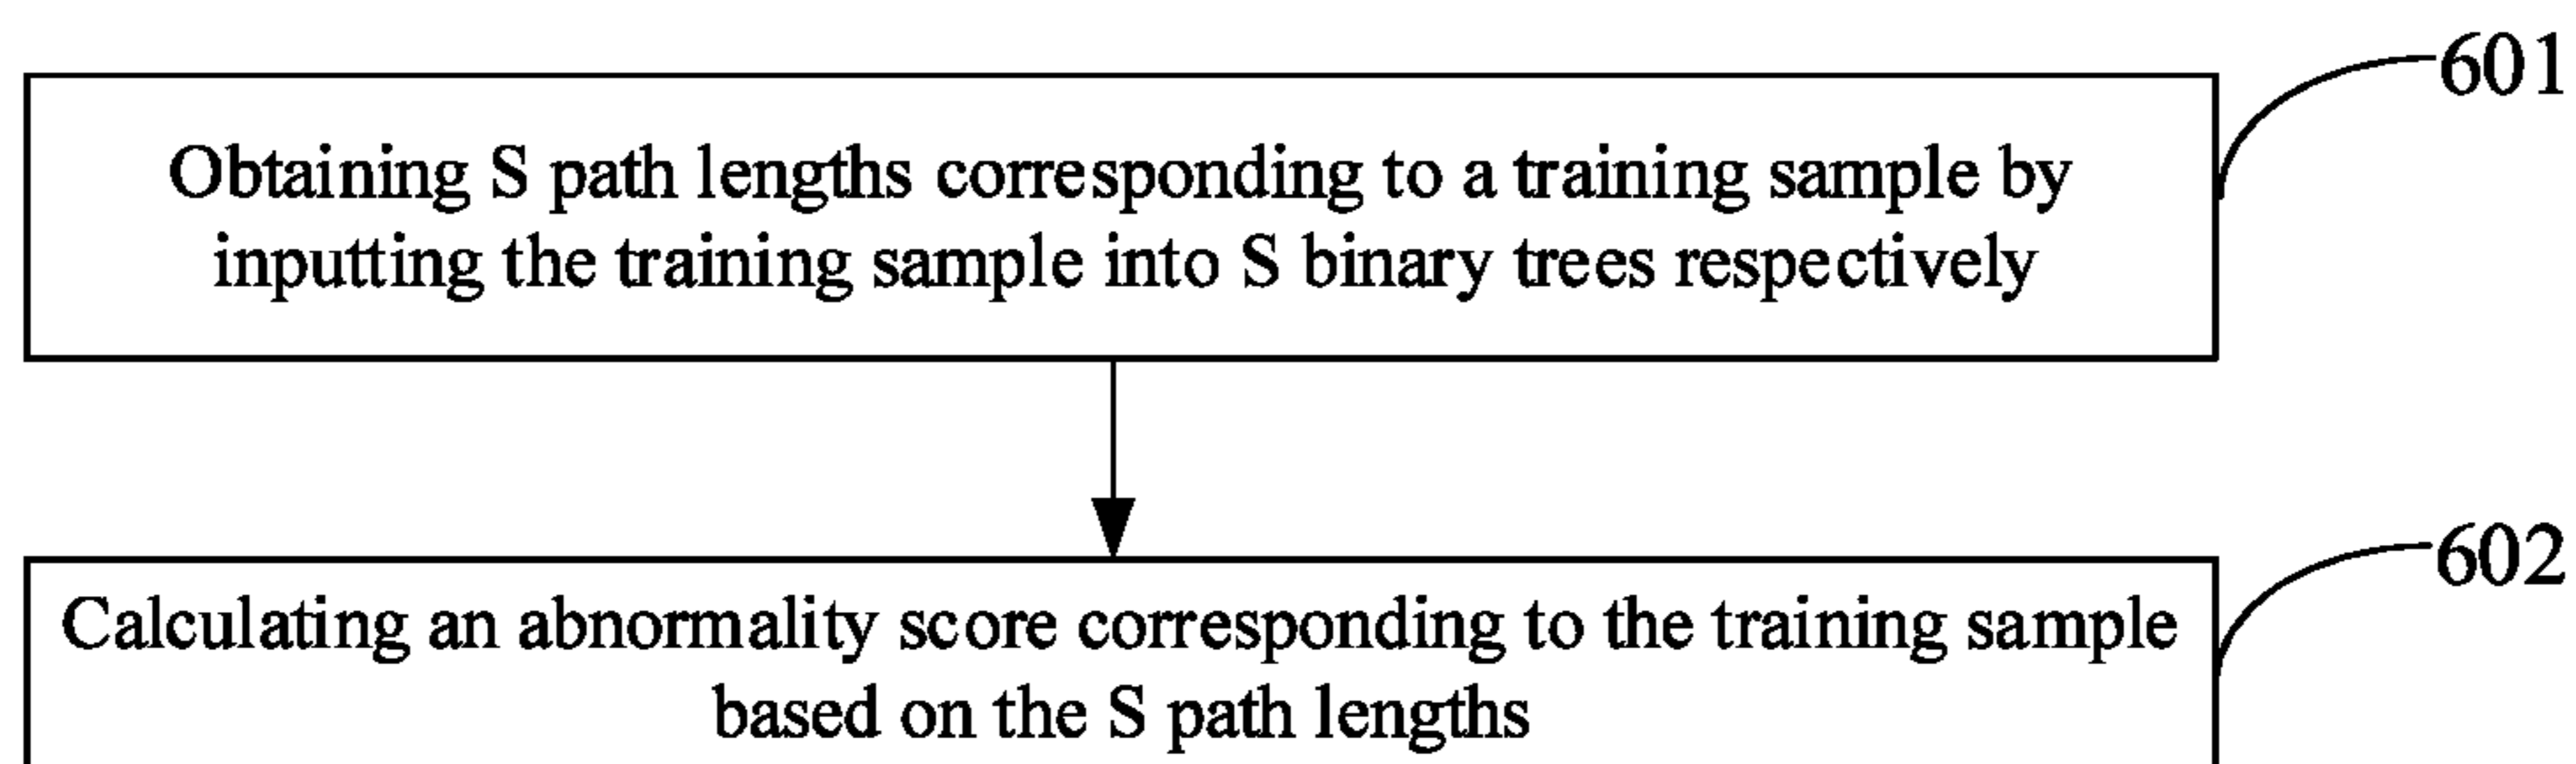 601
Obtaining S path lengths corresponding to a training sample by
inputting the training sample into S binary trees respectively
602
Calculating an abnormality score corresponding to the training sample
based on the S path lengths